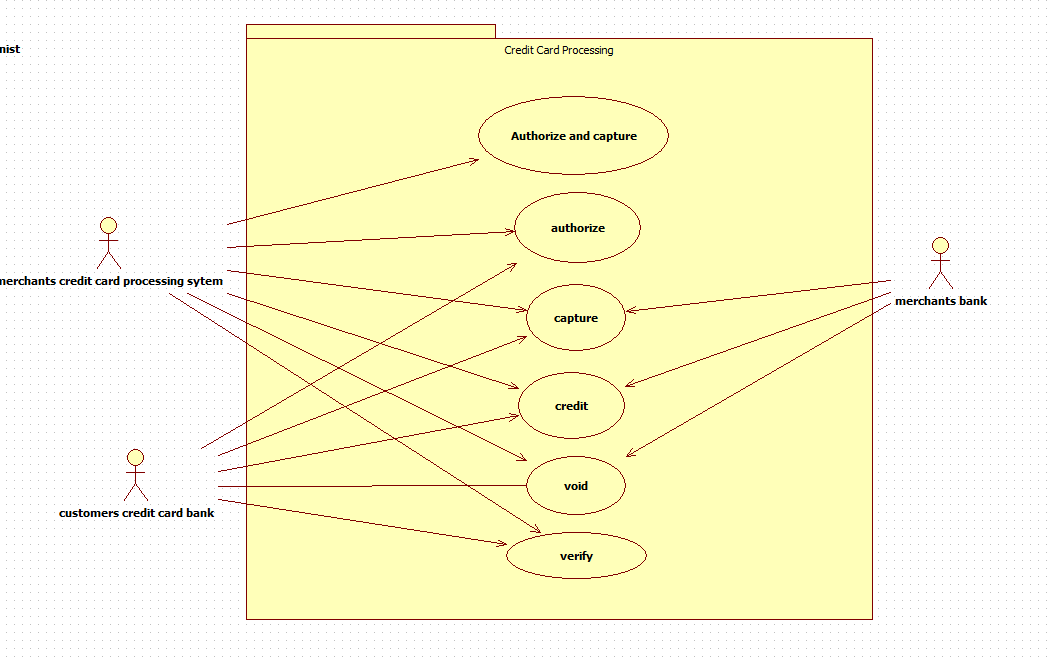 nist
Credit Card Processing
Authorize and capture
authorize
merchants credit card processing sytem
capture
merchants bank
credit
void
customers credit card bank
verify